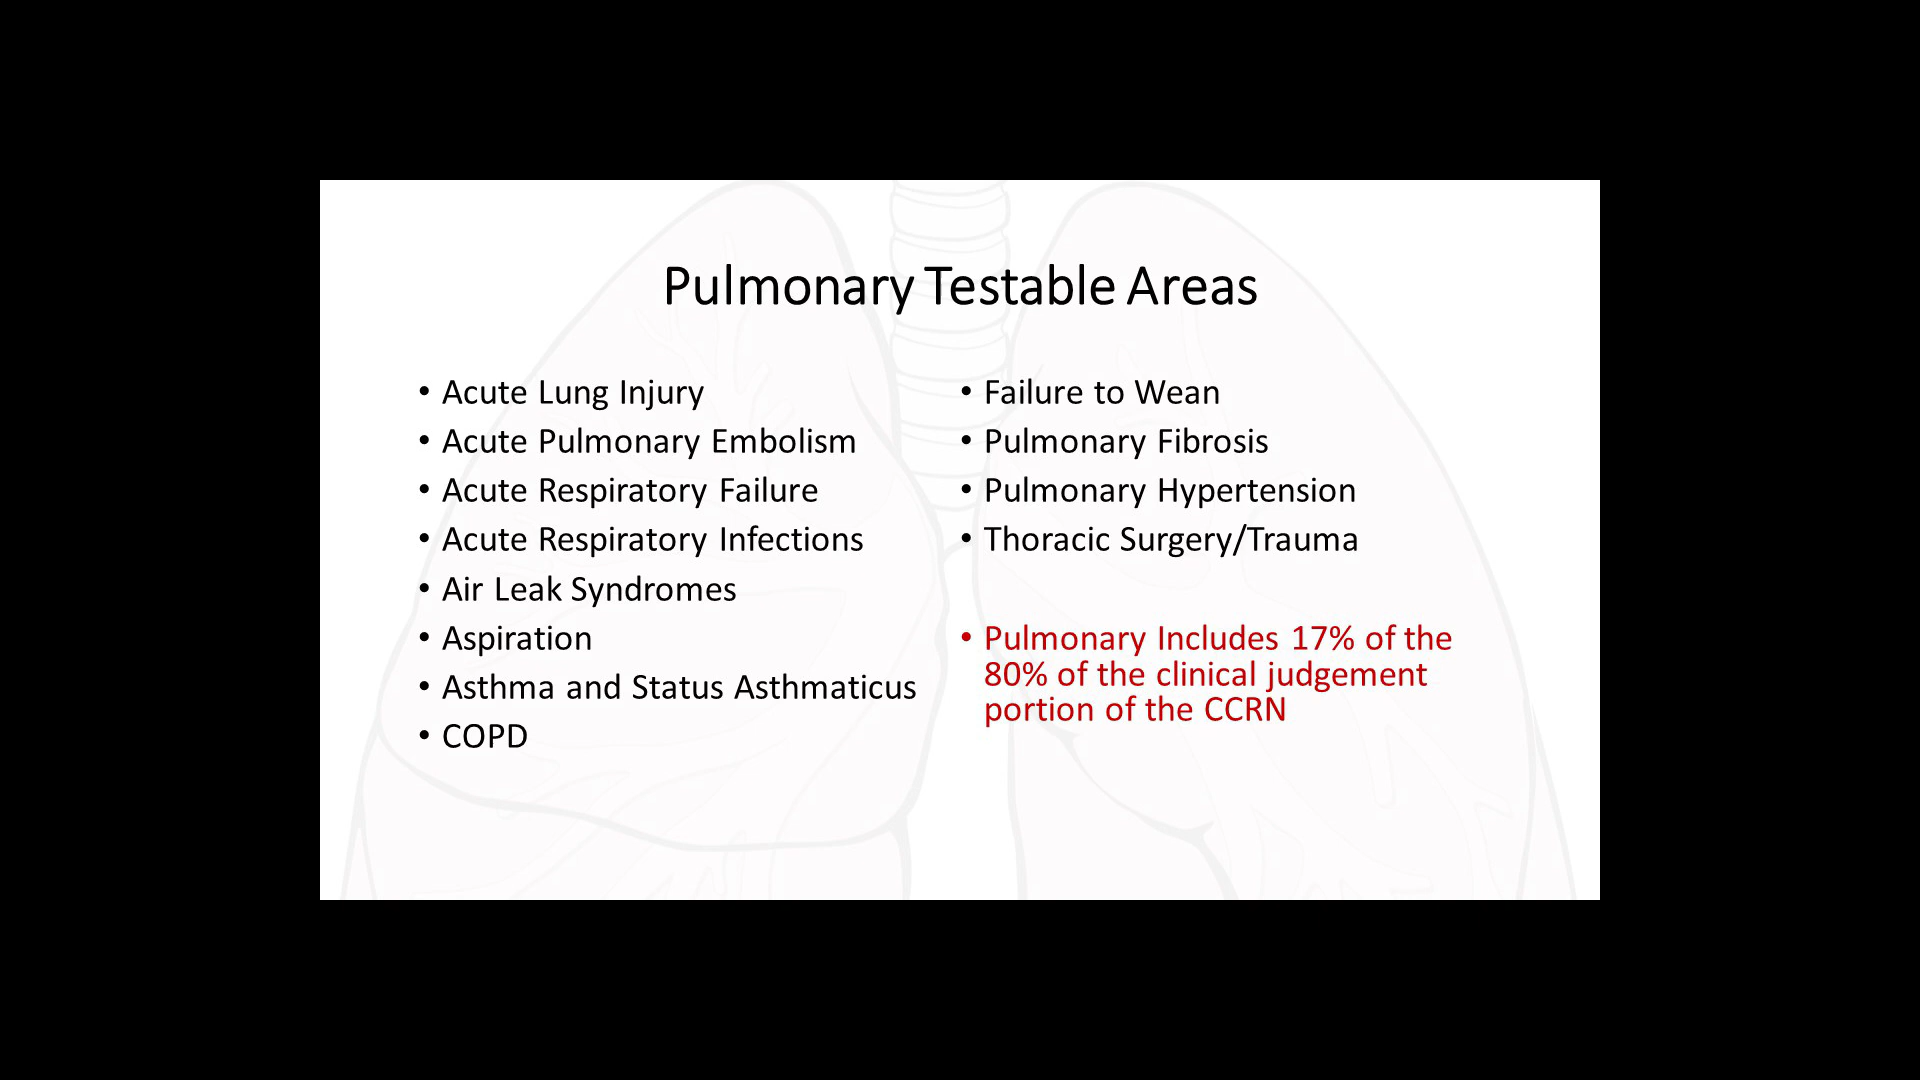 Pulmonary Testable Areas
• Acute Lung Injury
• Acute Pulmonary Embolism
• Acute Respiratory Failure
• Acute Respiratory Infections
• Air Leak Syndromes
• Aspiration
• Asthma and Status Asthmaticus
• COPD
• Failure to Wean
• Pulmonary Fibrosis
• Pulmonary Hypertension
• Thoracic Surgery/Trauma
• Pulmonary Includes 17% of the
80% of the clinical judgement
portion of the CCRN